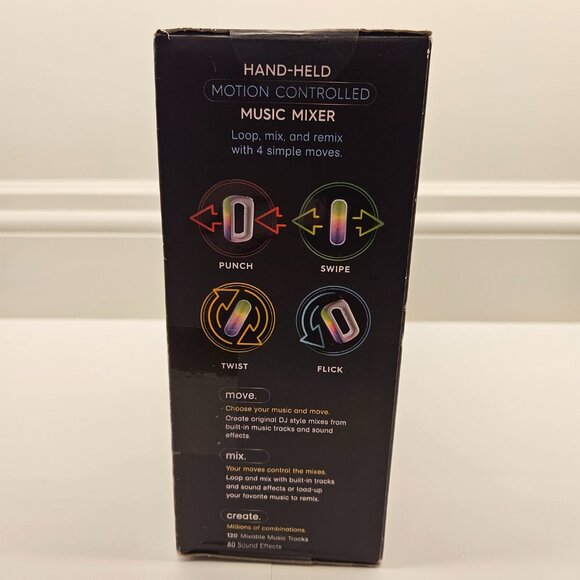 HAND-HELD
MOTION CONTROLLED
MUSIC MIXER
Loop, mix, and remix
with 4 simple moves.
PUNCH
SWIPE
TWIST
FLICK
move.
Choose your music and move.
Create original DJ style mixes from
built-in music tracks and sound
effects.
mix.
Your moves control the mixes.
Loop and mix with built-in tracks
and sound effects or load-up
your favorite music to remix.
create.
Millions of combinations.
120 Mixable Music Tracks
80 Sound Effects